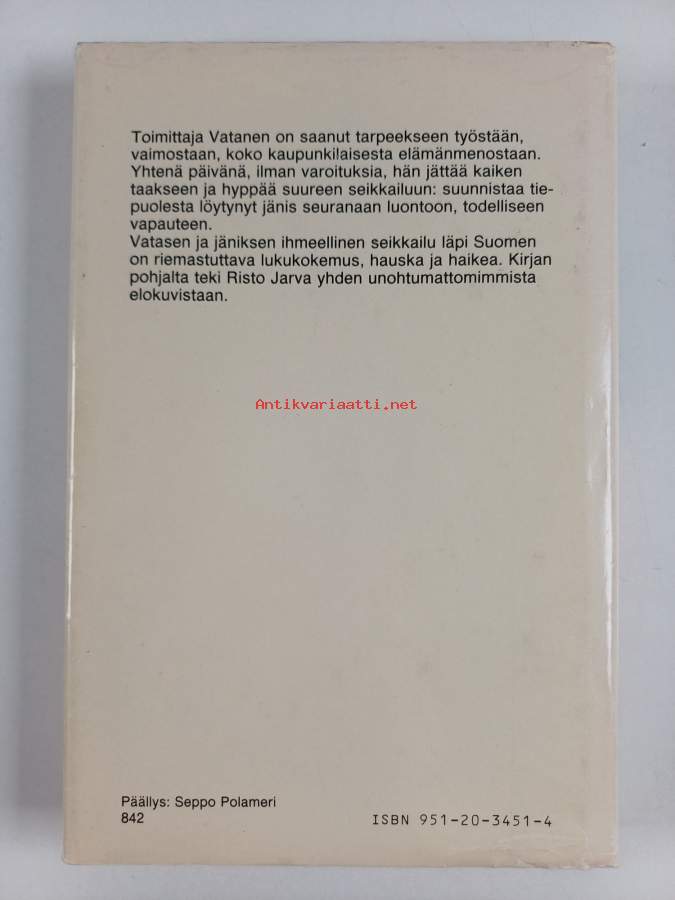 Toimittaja Vatanen on saanut tarpeekseen työstään,
vaimostaan, koko kaupunkilaisesta elämänmenostaan.
Yhtenä päivänä, ilman varoituksia, hän jättää kaiken
taakseen ja hyppää suureen seikkailuun: suunnistaa tie-
puolesta löytynyt jänis seuranaan luontoon, todelliseen
vapauteen.
Vatasen ja jäniksen ihmeellinen seikkailu läpi Suomen
on riemastuttava lukukokemus, hauska ja haikea. Kirjan
pohjalta teki Risto Jarva yhden unohtumattomimmista
elokuvistaan.
Antikvariaatti.net
Päällys: Seppo Polameri
842
ISBN 951-20-3451-4